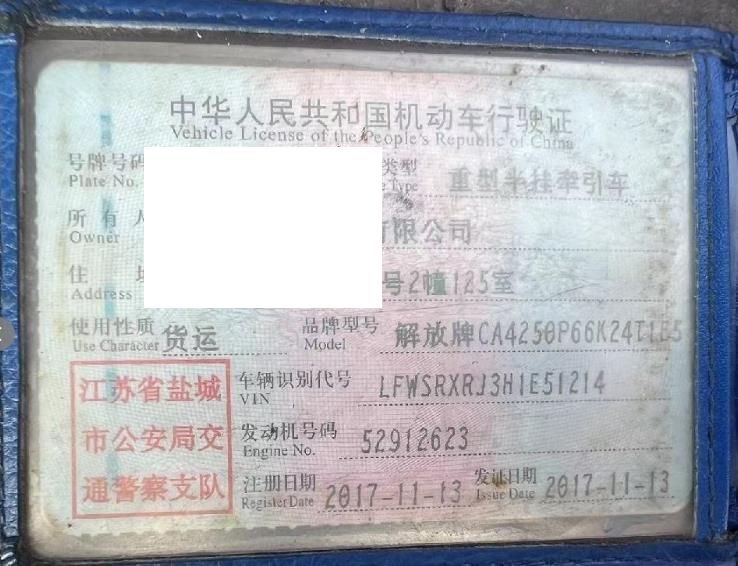 中华人民共和国机动车行驶证
Vehicle License of the People's Republic of China
号牌号码 类型 重型半挂牵引车
Plate No. Type
所有人 有限公司
Owner
住 址 号2幢125室
Address
使用性质 货运 品牌型号 解放牌CA4250P66K24T1E5
Use Character Model
江苏省盐城 车辆识别代号 LFWSRXRJ3H1E51214
VIN
市公安局交 发动机号码 52912623
Engine No.
通警察支队 注册日期 2017-11-13 发证日期 2017-11-13
Register Date Issue Date